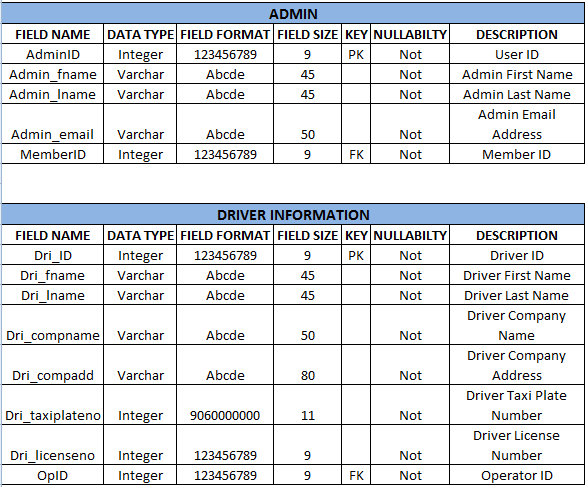 ADMIN
FIELD NAME DATA TYPE FIELD FORMAT FIELD SIZE KEY NULLABILTY DESCRIPTION
AdminID Integer 123456789 9 PK Not User ID
Admin_fname Varchar Abcde 45 Not Admin First Name
Admin_lname Varchar Abcde 45 Not Admin Last Name
Admin_email Varchar Abcde 50 Not Admin Email
Address
MemberID Integer 123456789 9 FK Not Member ID
DRIVER INFORMATION
FIELD NAME DATA TYPE FIELD FORMAT FIELD SIZE KEY NULLABILTY DESCRIPTION
Dri_ID Integer 123456789 9 PK Not Driver ID
Dri_fname Varchar Abcde 45 Not Driver First Name
Dri_lname Varchar Abcde 45 Not Driver Last Name
Dri_compname Varchar Abcde 50 Not Driver Company
Name
Dri_compadd Varchar Abcde 80 Not Driver Company
Address
Dri_taxiplateno Integer 9060000000 11 Not Driver Taxi Plate
Number
Dri_licenseno Integer 123456789 9 Not Driver License
Number
OpID Integer 123456789 9 FK Not Operator ID